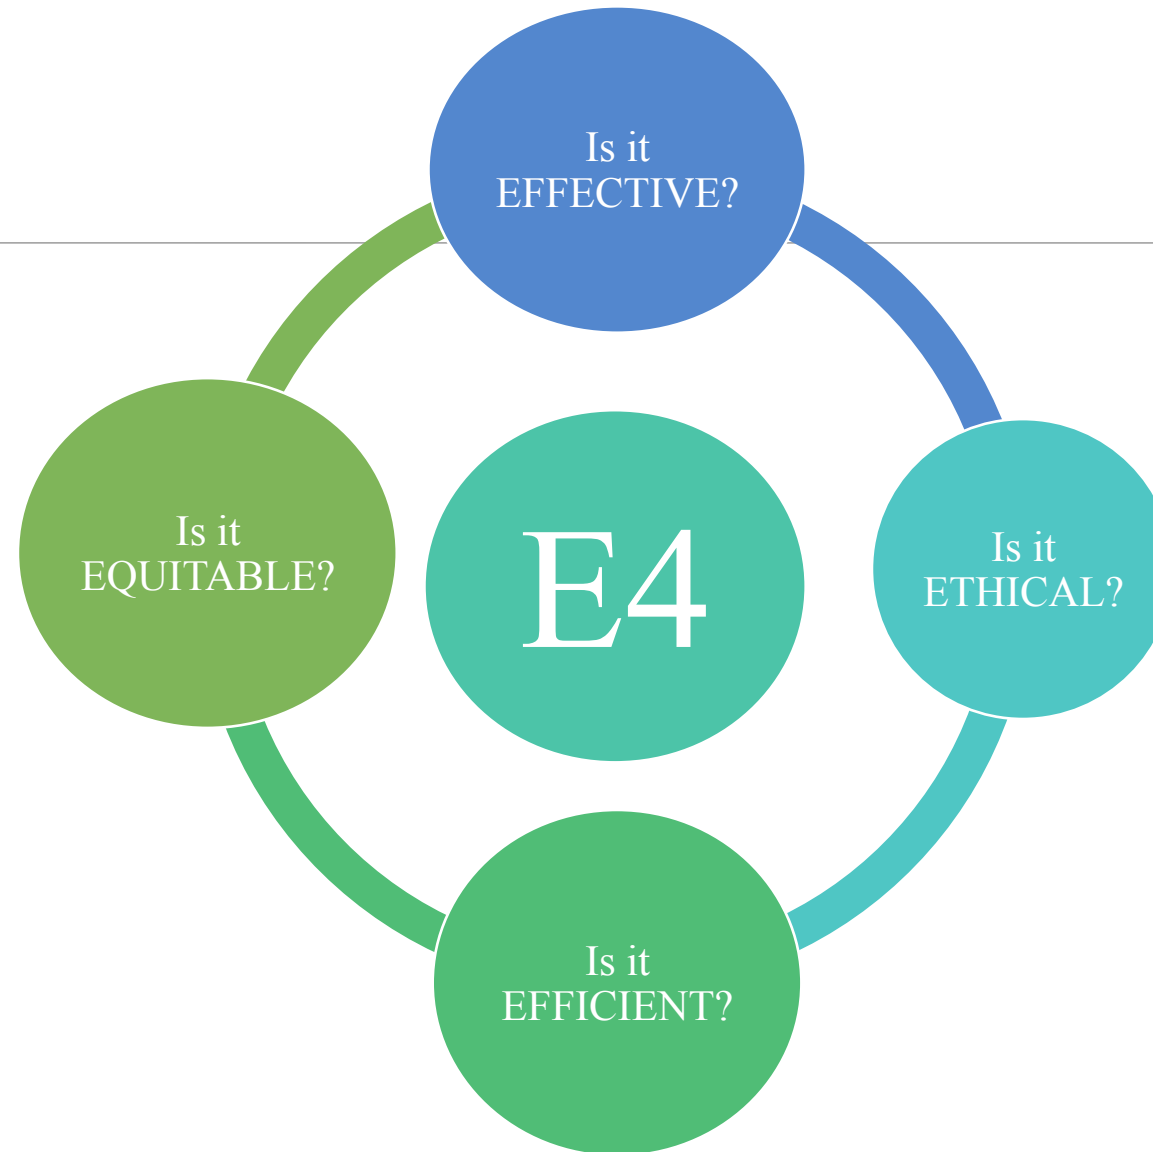 Is it
EFFECTIVE?
Is it
EQUITABLE?
E4
Is it
ETHICAL?
Is it
EFFICIENT?